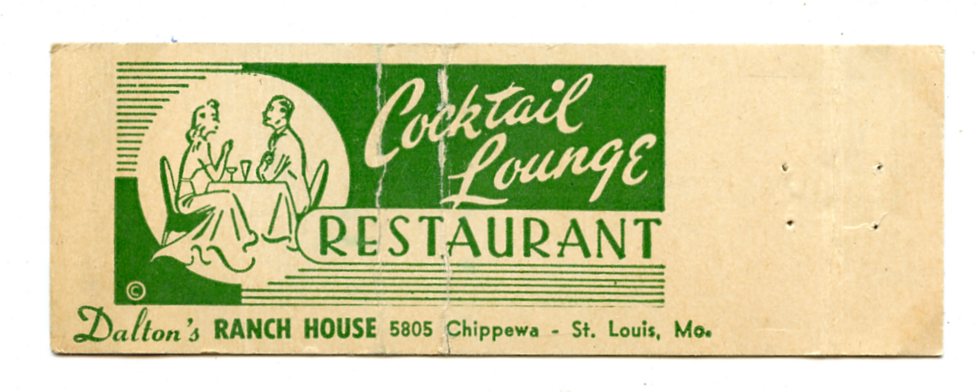 Cocktail
Lounge
RESTAURANT
©
Dalton's RANCH HOUSE 5805 Chippewa - St. Louis, Mo.